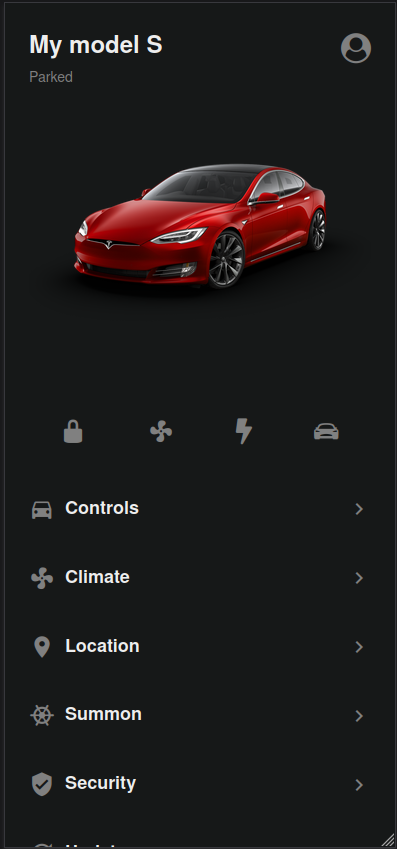 My model S
Parked
Controls
Climate
Location
Summon
Security